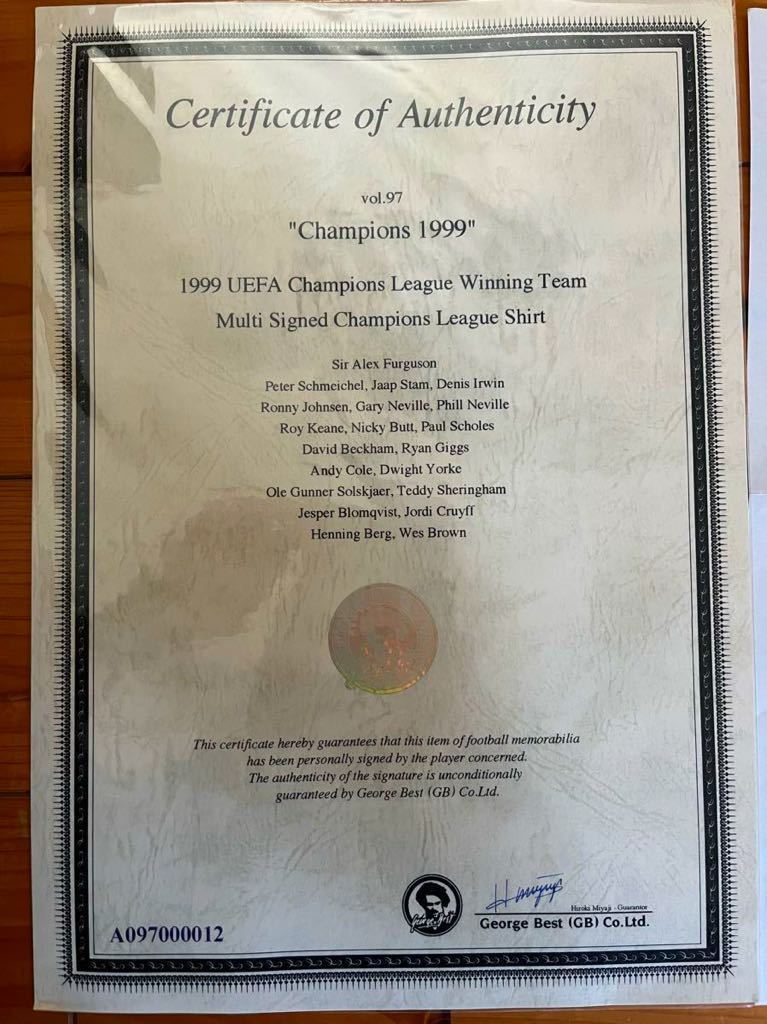 Certificate of Authenticity
vol.97
"Champions 1999"
1999 UEFA Champions League Winning Team
Multi Signed Champions League Shirt
Sir Alex Furguson
Peter Schmeichel, Jaap Stam, Denis Irwin
Ronny Johnsen, Gary Neville, Phill Neville
Roy Keane, Nicky Butt, Paul Scholes
David Beckham, Ryan Giggs
Andy Cole, Dwight Yorke
Ole Gunner Solskjaer, Teddy Sheringham
Jesper Blomqvist, Jordi Cruyff
Henning Berg, Wes Brown
This certificate hereby guarantees that this item of football memorabilia
has been personally signed by the player concerned.
The authenticity of the signature is unconditionally
guaranteed by George Best (GB) Co.Ltd.
Hiroki Miyaji - Guarantor
George Best (GB) Co.Ltd.
A097000012